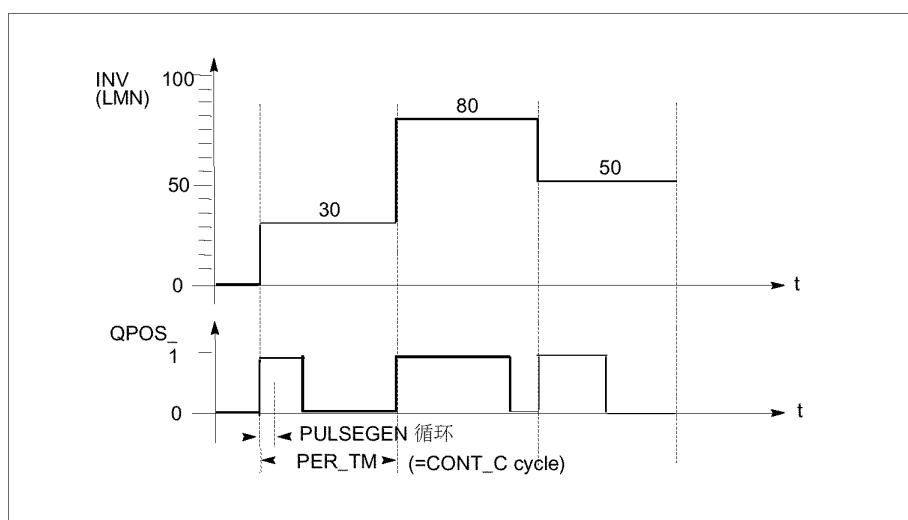 INV
(LMN)
100
80
50
50
30
0
t
QPOS_
1
0
t
PULSEGEN 循环
PER_TM
(=CONT_C cycle)